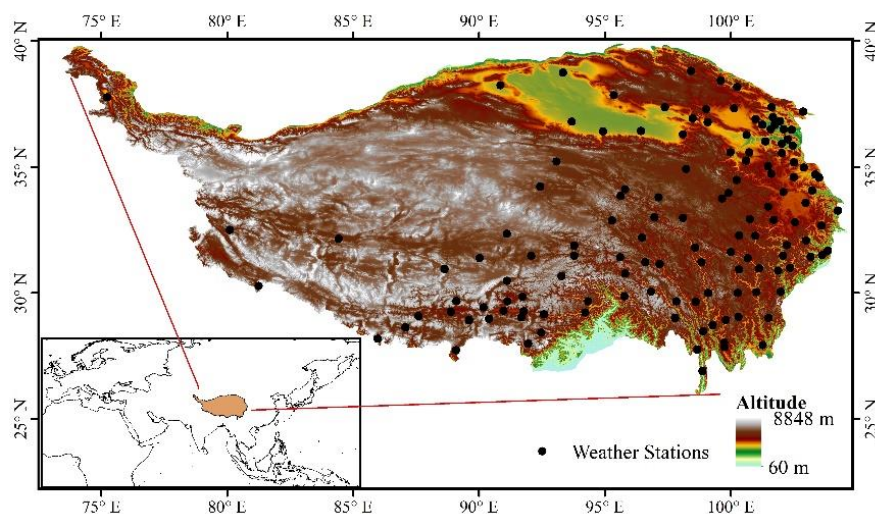 75° E 80° E 85° E 90° E 95° E 100° E
40° N 40° N
35° N 35° N
30° N 30° N
25° N 25° N
Altitude
8848 m
Weather Stations
60 m
75° E 80° E 85° E 90° E 95° E 100° E